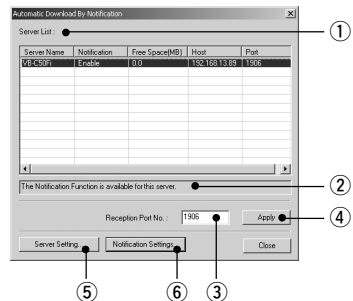 Automatic Download By Notification
Server List :
①
Server Name Notification Free Space(MB) Host Port
VB-C50Fi Enable 0.0 192.168.13.89 1906
The Notification Function is available for this server.
②
Reception Port No. : 1906 Apply
④
Server Setting... Notification Settings... Close
⑤ ⑥ ③